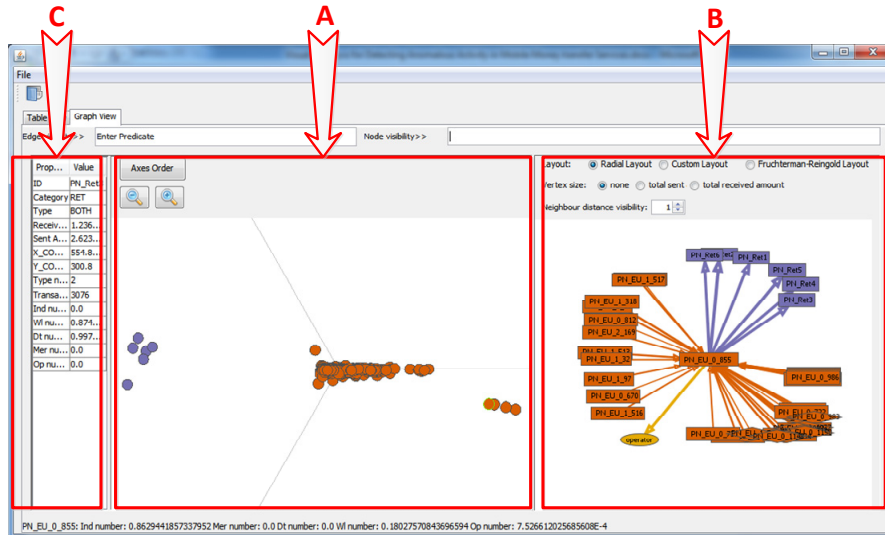 C
A
B
File
Table
Graph View
Edge
>>
Enter Predicate
Node visibility>>
Prop... Value
ID PN_Ret
Category RET
Type BOTH
Receiv... 1.236...
Sent A... 2.623...
X_CO... 554.8...
Y_CO... 300.8
Type n... 2
Transa... 3076
Ind nu... 0.0
Wl nu... 0.874...
Dt nu... 0.997...
Mer nu... 0.0
Op nu... 0.0
Axes Order
ayout: Radial Layout Custom Layout Fruchterman-Reingold Layout
ertex size: none total sent total received amount
eighbour distance visibility: 1
PN_Ret6
PN_Ret1
PN_Ret5
PN_Ret4
PN_Ret3
PN_EU_1_517
PN_EU_1_318
PN_EU_0_812
PN_EU_2_169
PN_EU_1_32
PN_EU_0_855
PN_EU_1_97
PN_EU_0_986
PN_EU_0_670
PN_EU_1_516
operator
PN_EU_0_855: Ind number: 0.8629441857337952 Mer number: 0.0 Dt number: 0.0 Wl number: 0.18027570843696594 Op number: 7.526612025685608E-4